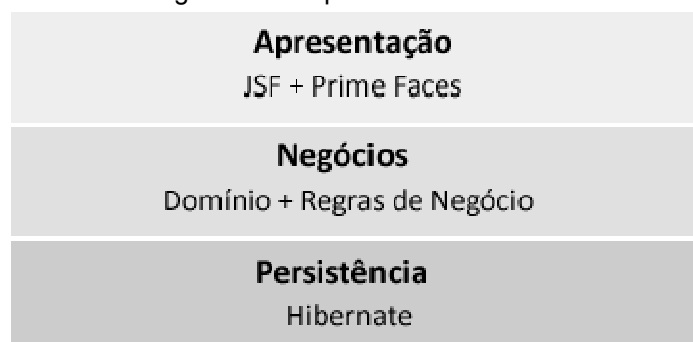 Apresentação
JSF + Prime Faces
Negócios
Domínio + Regras de Negócio
Persistência
Hibernate